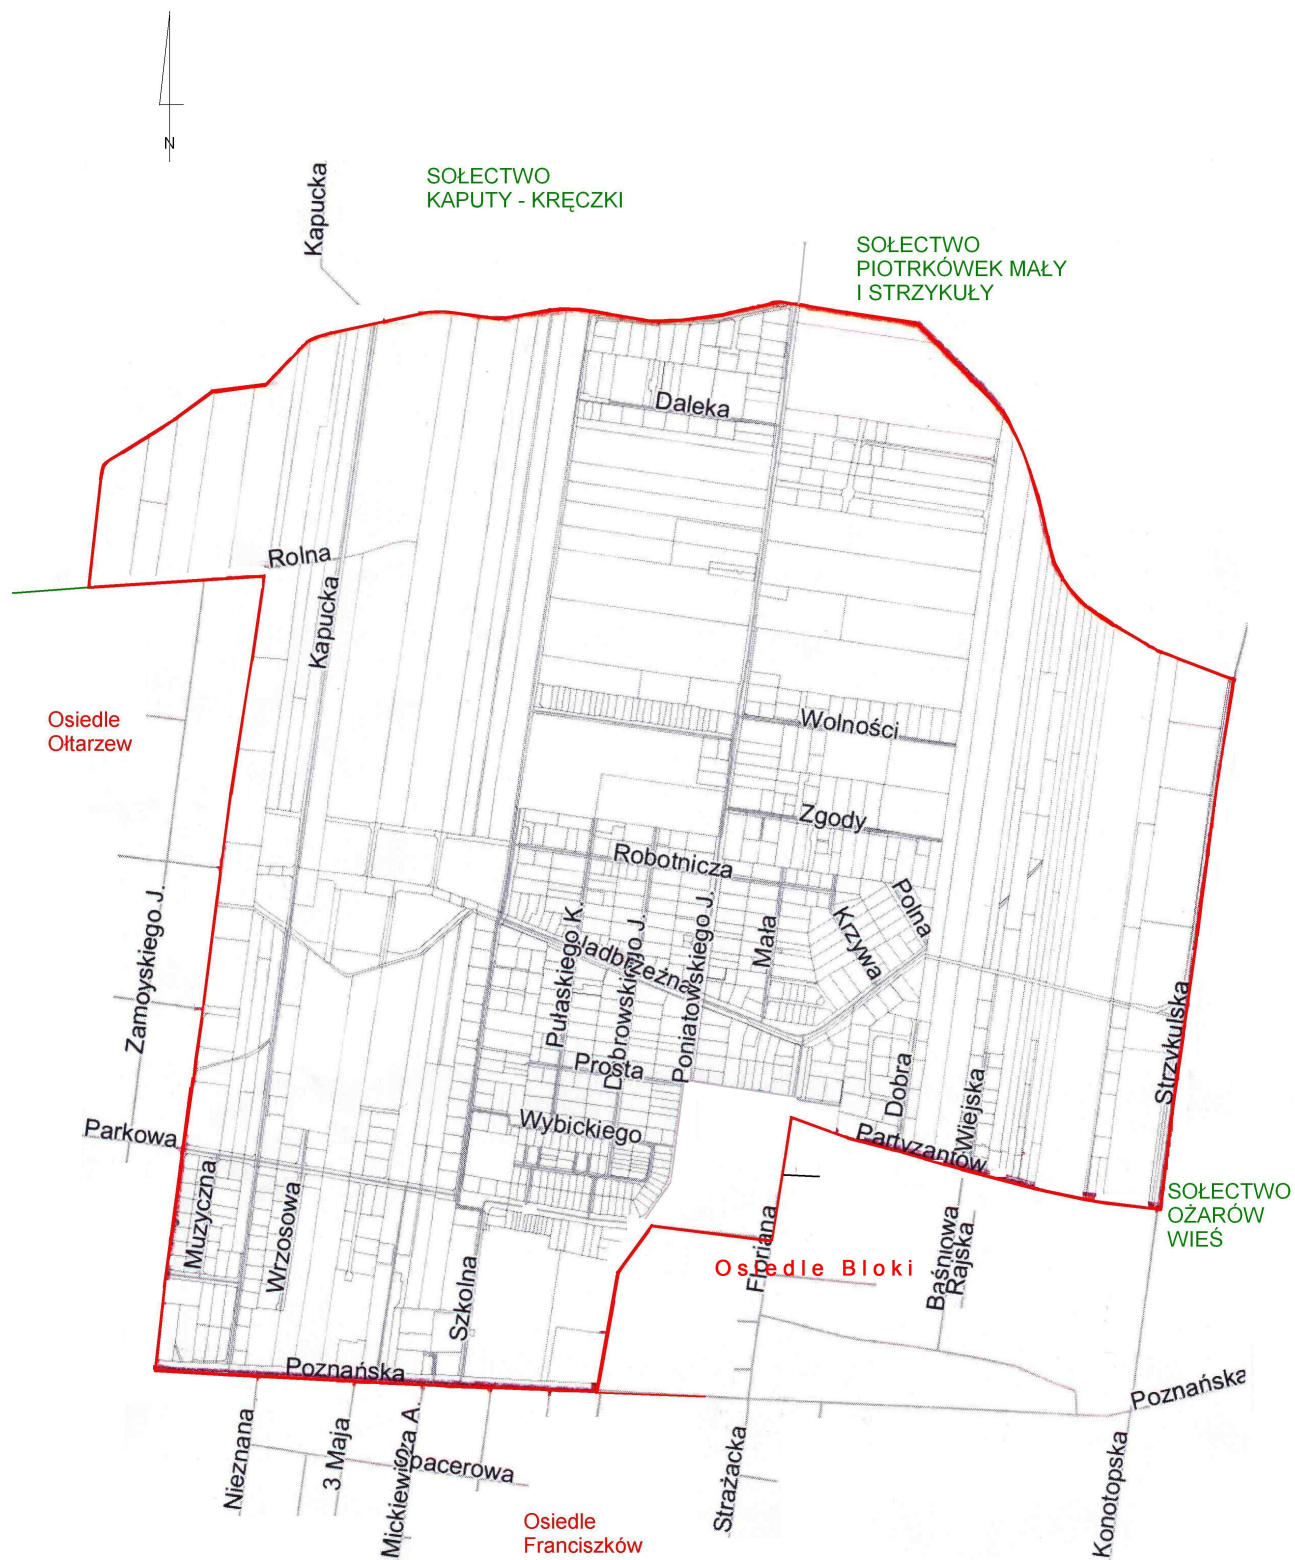 N
Kapucka
SOŁECTWO
KAPUTY - KRĘCZKI
SOŁECTWO
PIOTRKÓWEK MAŁY
I STRZYKUŁY
Daleka
Rolna
Kapucka
Osiedle
Ołtarzew
Wolności
Zgody
Robotnicza
Polna
Krzywa
Mała
Zamoyskiego J.
Pułaskiego K.
Dąbrowskiego J.
Poniatowskiego J.
Nadbrzeżna
Strzykulska
Prosta
Dobra
Wiejska
Wybickiego
Parkowa
Partyzantów
Muzyczna
Wrzosowa
SOŁECTWO
OŻARÓW
WIEŚ
Floriana
Baśniowa
Rajska
Osiedle Bloki
Szkolna
Poznańska
Poznańska
Nieznana
3 Maja
Mickiewicza A.
Spacerowa
Strażacka
Konotopska
Osiedle
Franciszków